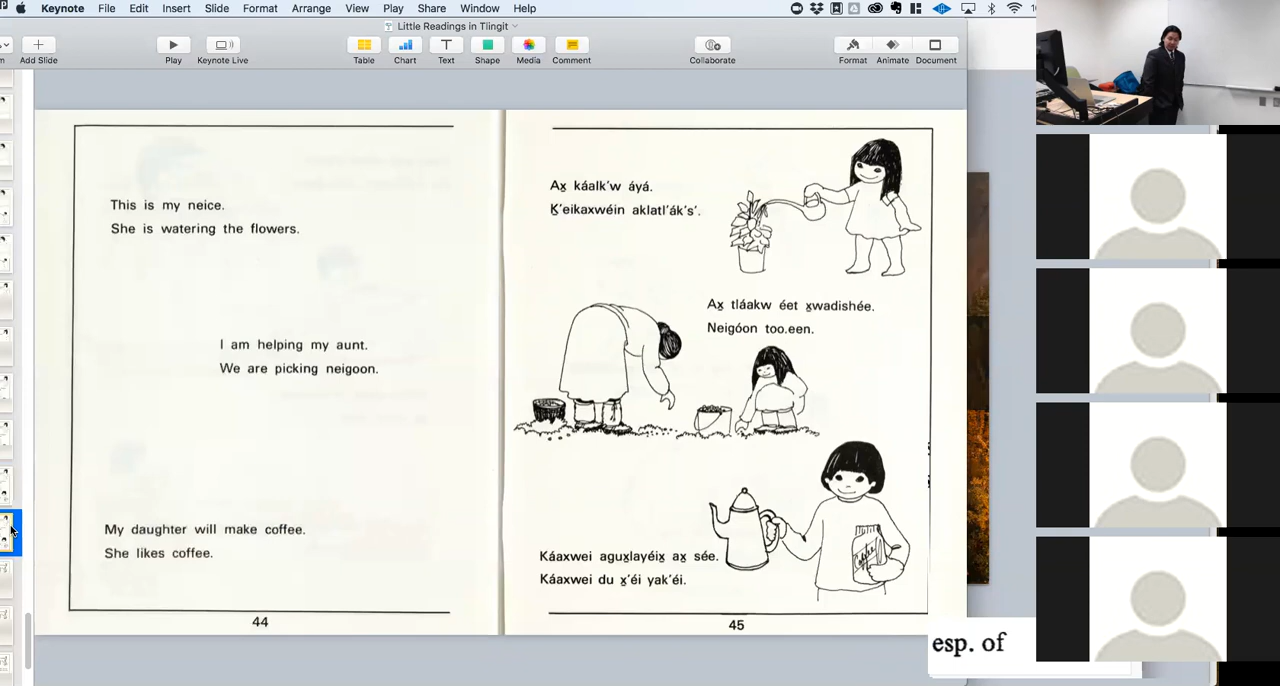 Keynote File Edit Insert Slide Format Arrange View Play Share Window Help
Little Readings in Tlingit
Add Slide Play Keynote Live Table Chart Text Shape Media Comment Collaborate Format Animate Document
This is my neice.
She is watering the flowers.
I am helping my aunt.
We are picking neigoon.
My daughter will make coffee.
She likes coffee.
44
Ax̱ káalk'w áyá.
Ḵ'eikaxwéin aklatl'ák's'.
Ax̱ tláakw éet x̱wadishée.
Neigóon too.een.
Coffee
Káaxwei agux̱layéix̱ ax̱ sée.
Káaxwei du x̱'éi yak'éi.
45
esp. of